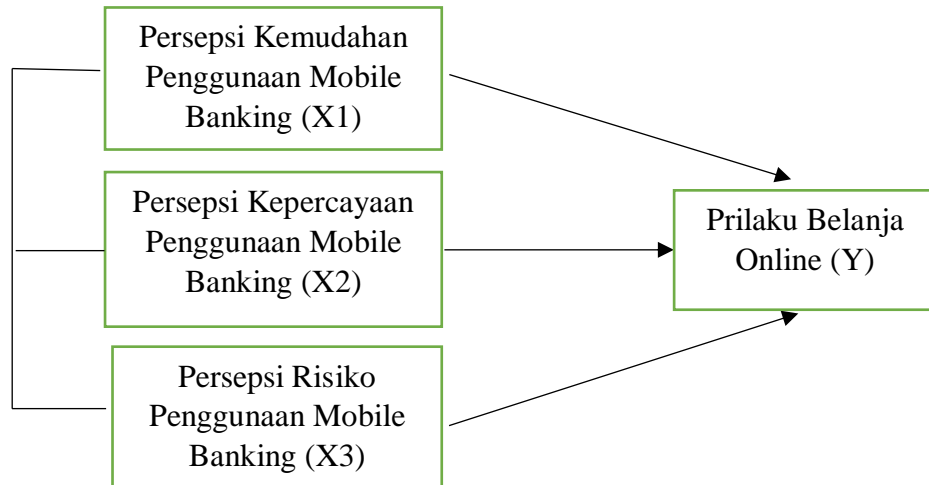 Persepsi Kemudahan
Penggunaan Mobile
Banking (X1)
Persepsi Kepercayaan
Penggunaan Mobile
Banking (X2)
Prilaku Belanja
Online (Y)
Persepsi Risiko
Penggunaan Mobile
Banking (X3)